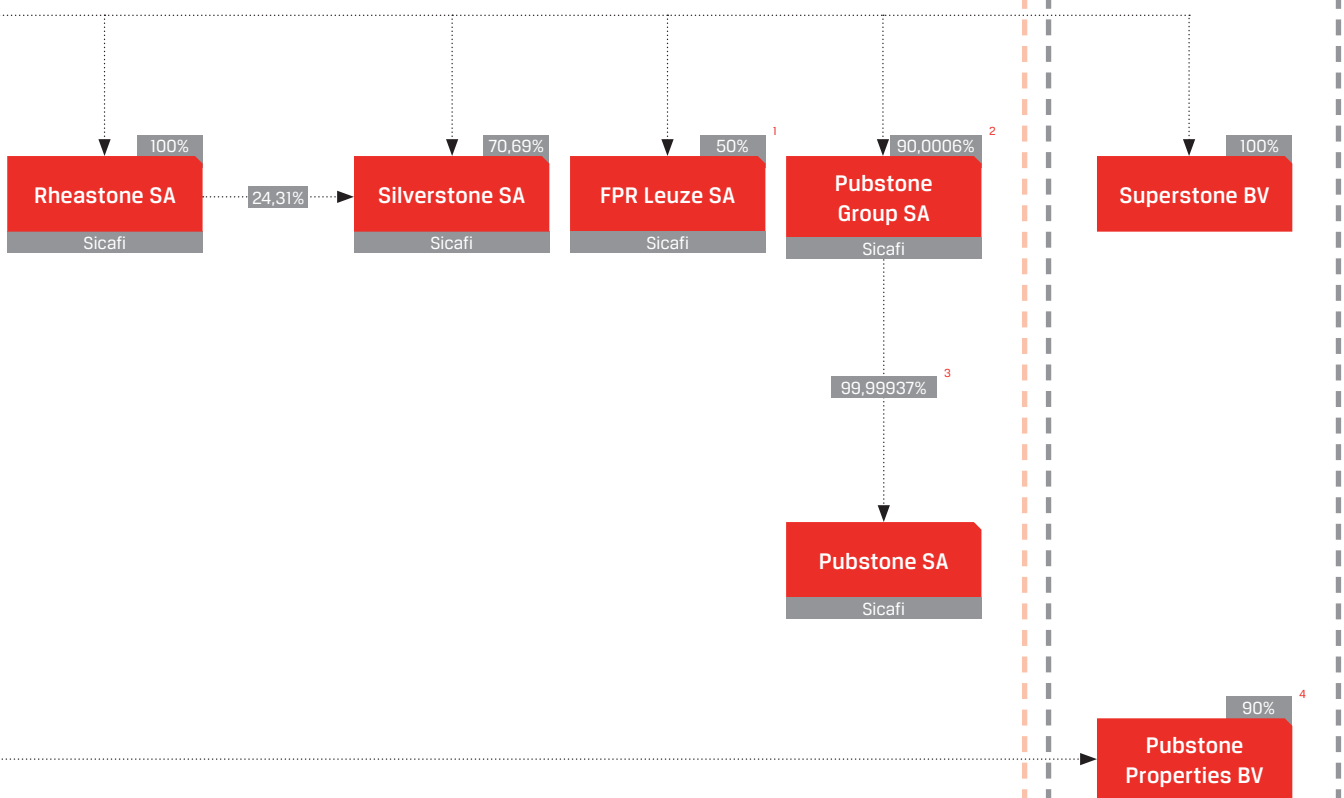 100%
Rheastone SA
Sicafi
24,31%
70,69%
Silverstone SA
Sicafi
50%
1
FPR Leuze SA
Sicafi
90,0006%
2
Pubstone
Group SA
Sicafi
100%
Superstone BV
99,99937%
3
Pubstone SA
Sicafi
90%
4
Pubstone
Properties BV